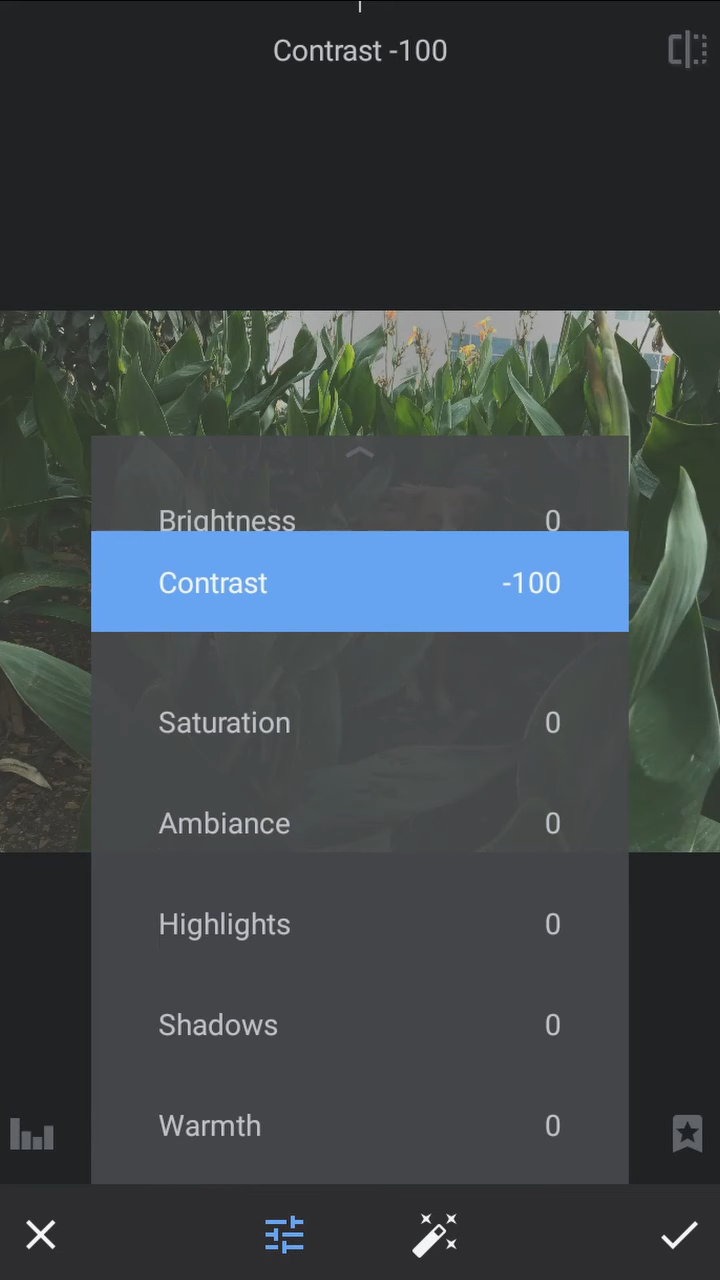 Contrast -100
Brightness 0
Contrast -100
Saturation 0
Ambiance 0
Highlights 0
Shadows 0
Warmth 0